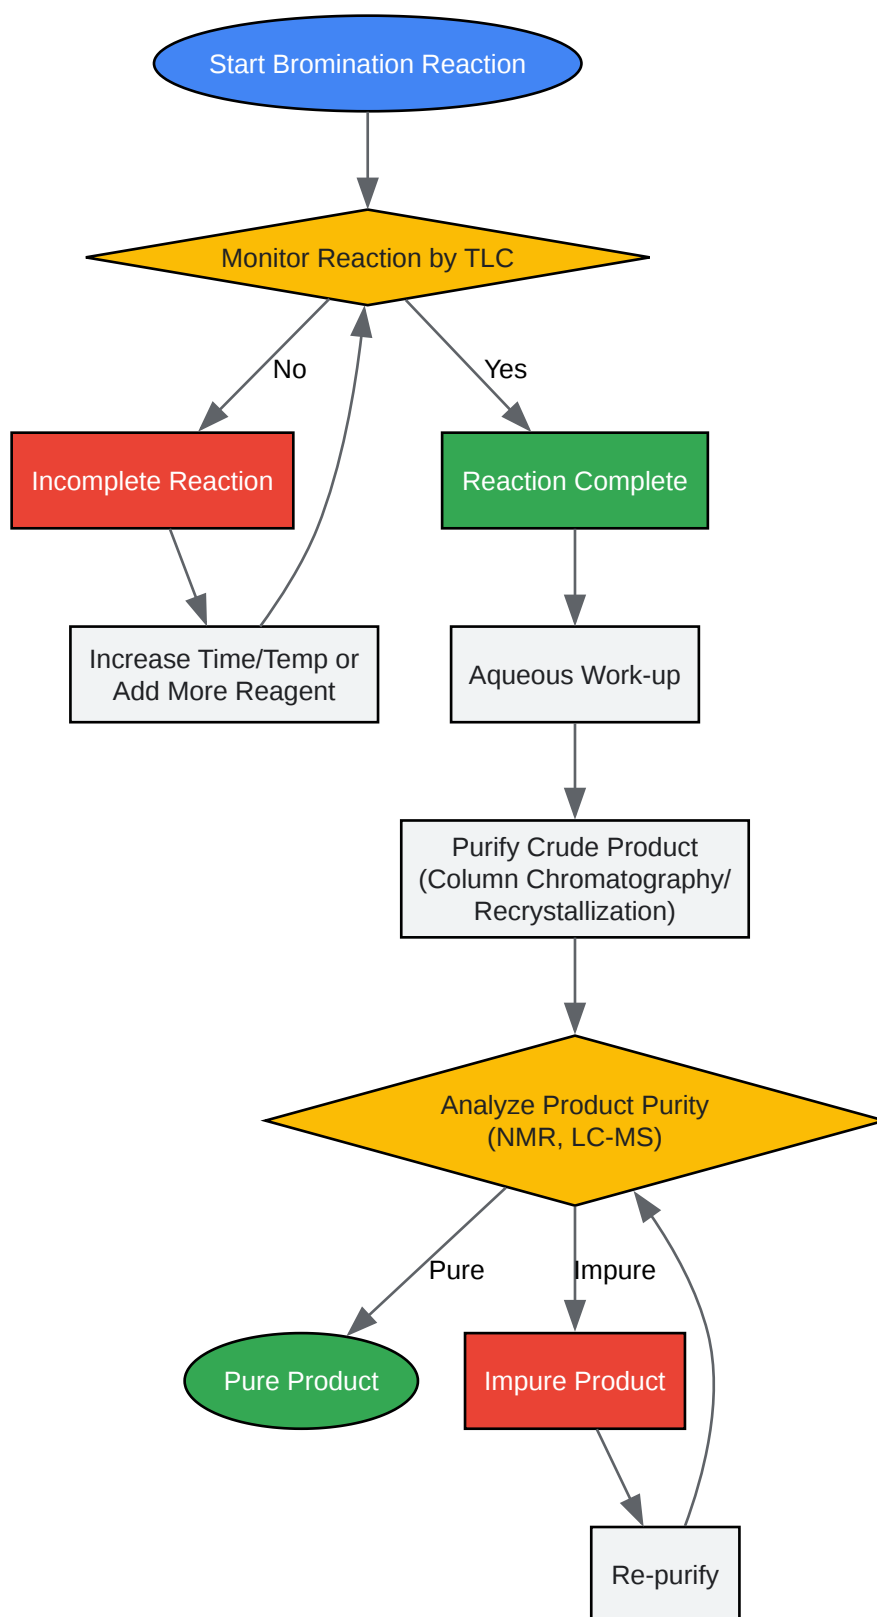 Start Bromination Reaction
Monitor Reaction by TLC
No
Yes
Incomplete Reaction
Reaction Complete
Increase Time/Temp or
Add More Reagent
Aqueous Work-up
Purify Crude Product
(Column Chromatography/
Recrystallization)
Analyze Product Purity
(NMR, LC-MS)
Pure
Impure
Pure Product
Impure Product
Re-purify